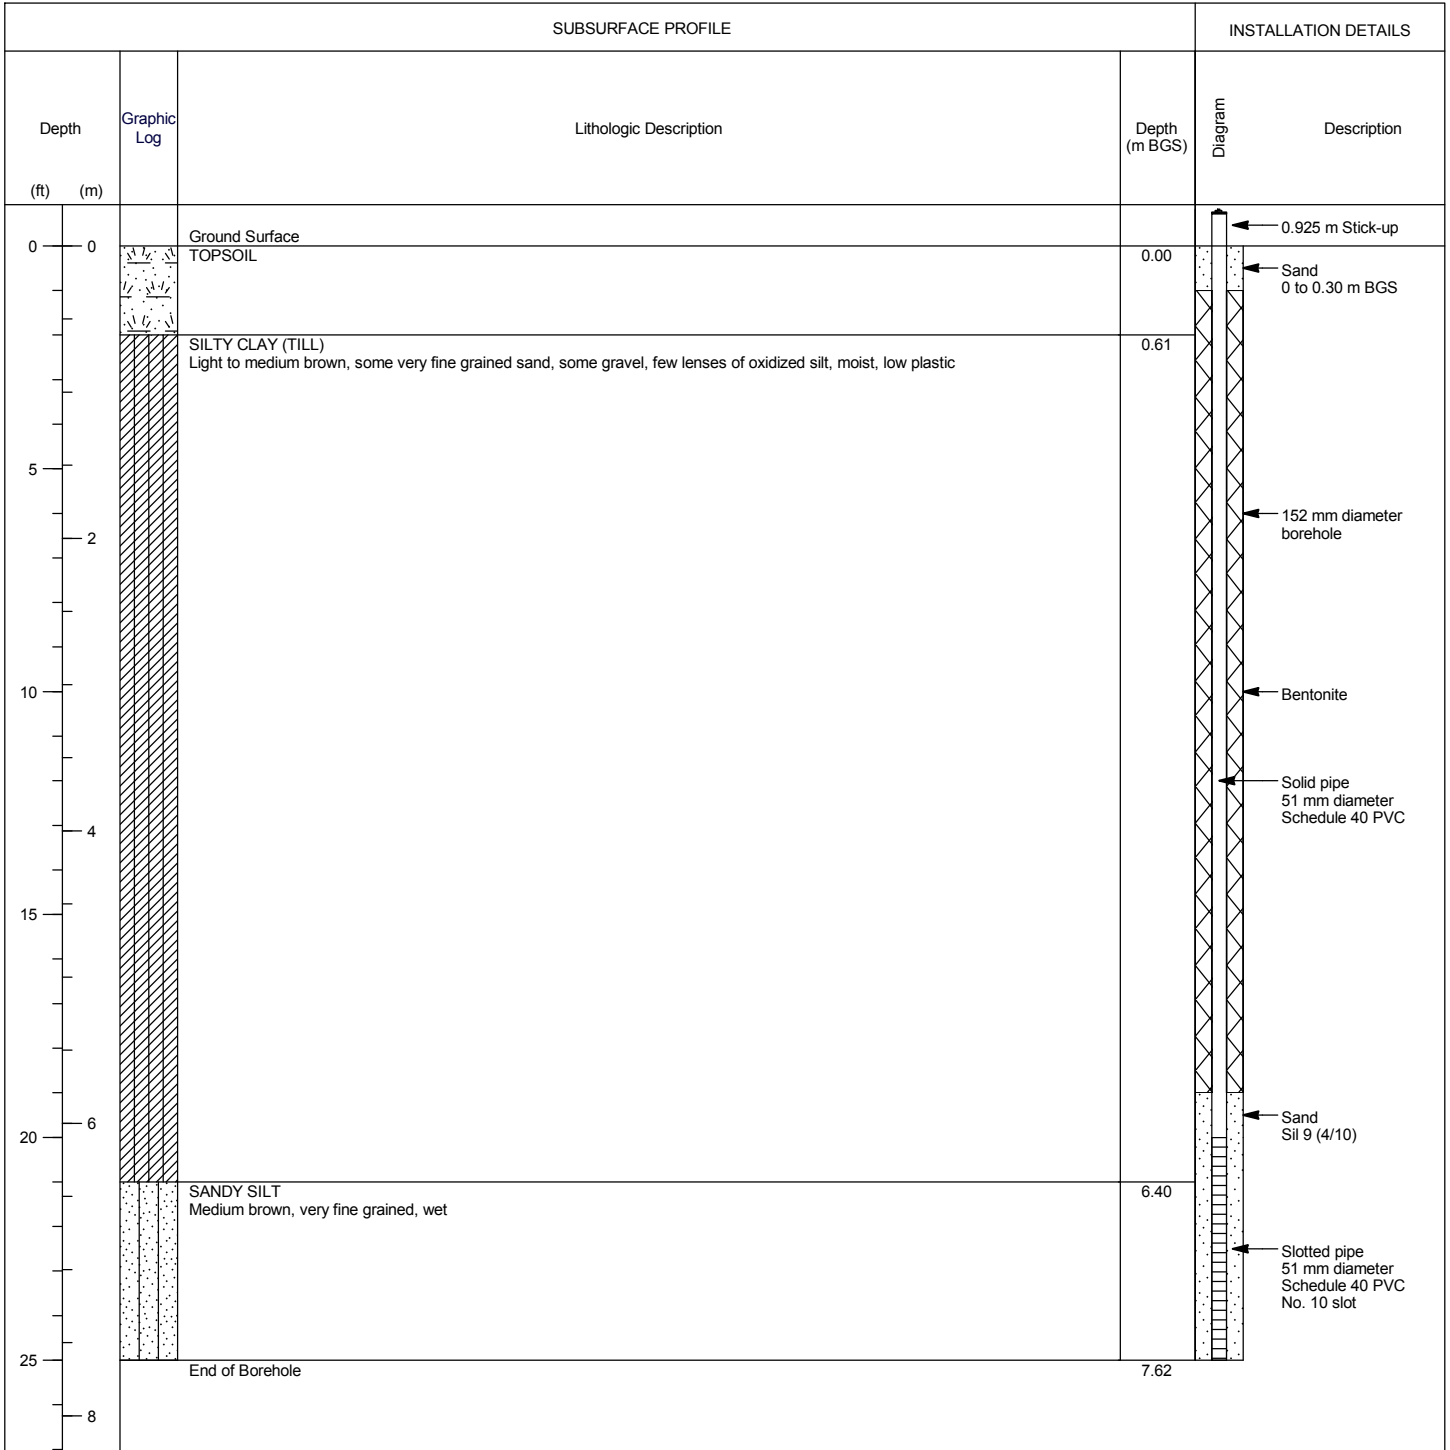 SUBSURFACE PROFILE
INSTALLATION DETAILS
Depth
Graphic
Log
Lithologic Description
Depth
(m BGS)
Diagram
Description
(ft) (m)
0.925 m Stick-up
Ground Surface
0 0
TOPSOIL
0.00
Sand
0 to 0.30 m BGS
SILTY CLAY (TILL)
0.61
Light to medium brown, some very fine grained sand, some gravel, few lenses of oxidized silt, moist, low plastic
5
152 mm diameter
borehole
2
10
Bentonite
Solid pipe
51 mm diameter
Schedule 40 PVC
4
15
Sand
Sil 9 (4/10)
6
20
SANDY SILT
6.40
Medium brown, very fine grained, wet
Slotted pipe
51 mm diameter
Schedule 40 PVC
No. 10 slot
25
End of Borehole
7.62
8